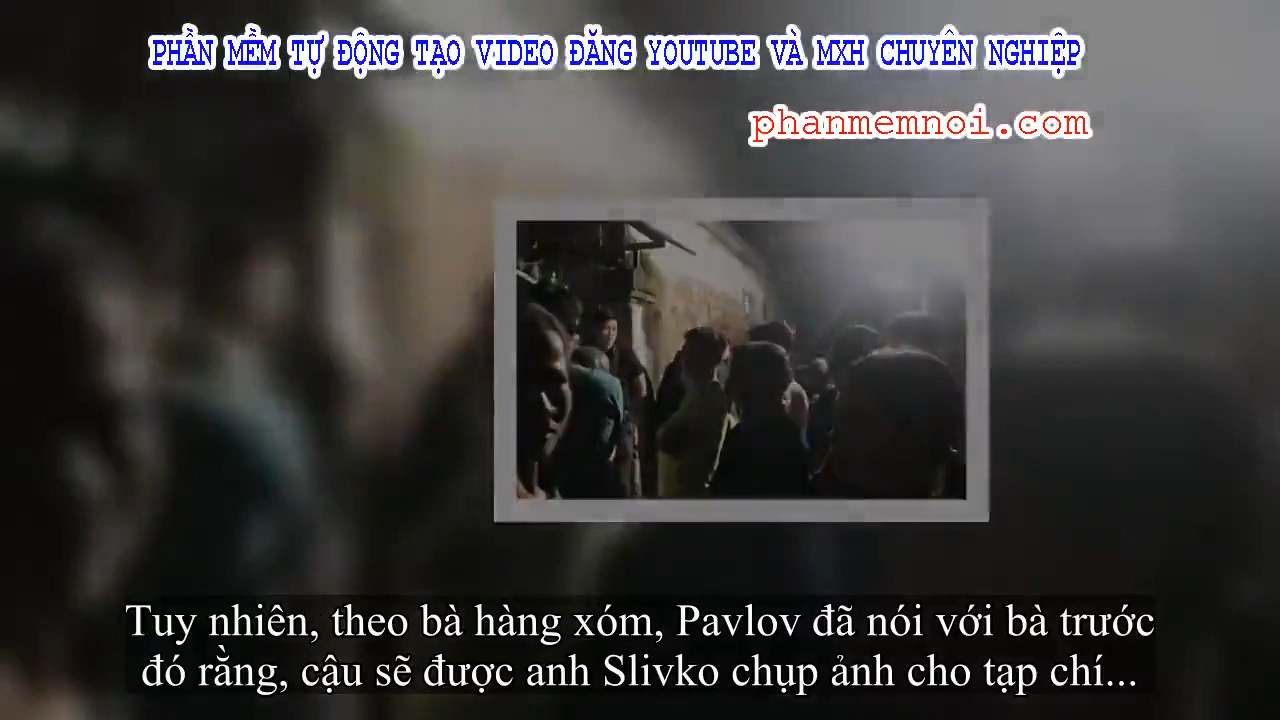 PHẦN MỀM TỰ ĐỘNG TẠO VIDEO ĐĂNG YOUTUBE VÀ MXH CHUYÊN NGHIỆP
phanmemnoi.com
Tuy nhiên, theo bà hàng xóm, Pavlov đã nói với bà trước
đó rằng, cậu sẽ được anh Slivko chụp ảnh cho tạp chí...